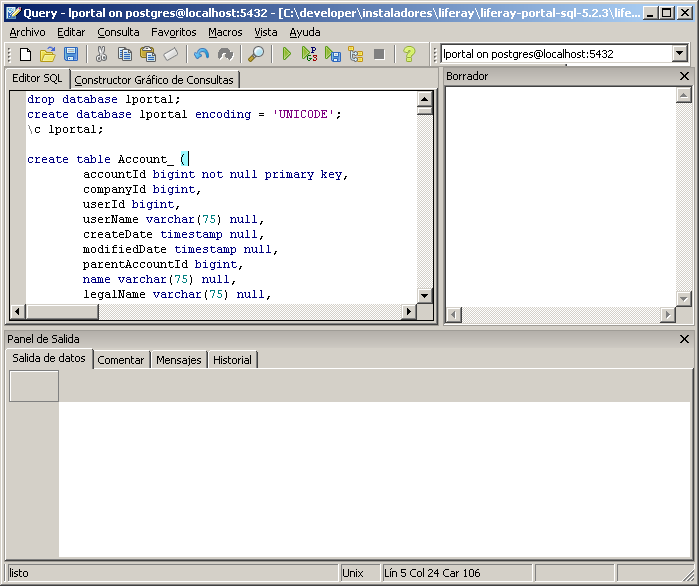 Query - lportal on postgres@localhost:5432 - [C:\developer\instaladores\liferay\liferay-portal-sql-5.2.3\life...
Archivo Editar Consulta Favoritos Macros Vista Ayuda
lportal on postgres@localhost:5432
Editor SQL Constructor Gráfico de Consultas
Borrador
drop database lportal;
create database lportal encoding = 'UNICODE';
\c lportal;
create table Account_ (
accountId bigint not null primary key,
companyId bigint,
userId bigint,
userName varchar(75) null,
createDate timestamp null,
modifiedDate timestamp null,
parentAccountId bigint,
name varchar(75) null,
legalName varchar(75) null,
Panel de Salida
Salida de datos Comentar Mensajes Historial
listo Unix Lín 5 Col 24 Car 106